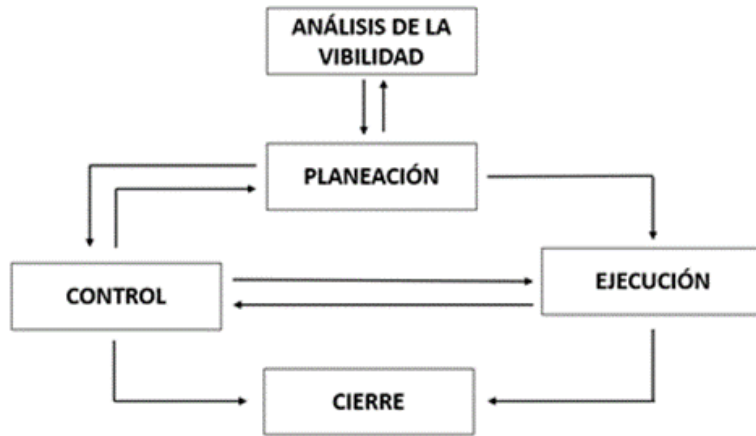 ANÁLISIS DE LA
VIBILIDAD
PLANEACIÓN
CONTROL
EJECUCIÓN
CIERRE